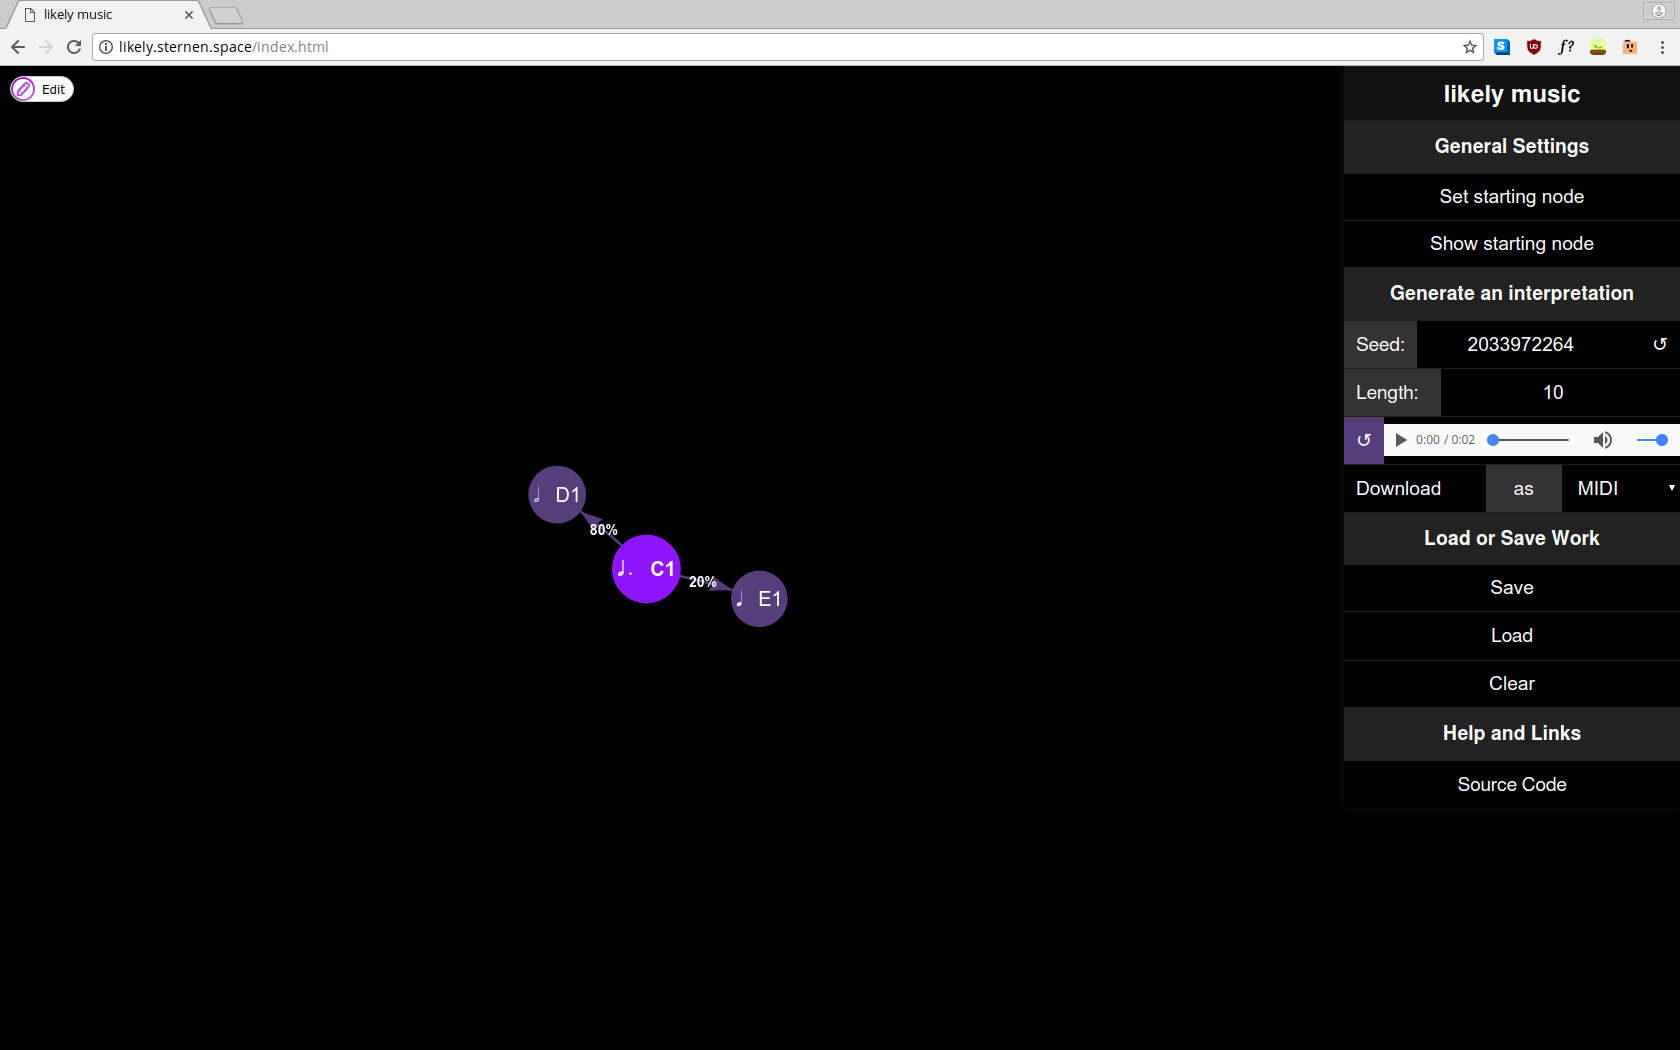 likely music
likely.sternen.space/index.html
f?
Edit
likely music
General Settings
Set starting node
Show starting node
Generate an interpretation
Seed: 2033972264 ↺
Length: 10
↺ 0:00 / 0:02
Download as MIDI
Load or Save Work
Save
Load
Clear
Help and Links
Source Code
D1
80%
C1
20%
E1